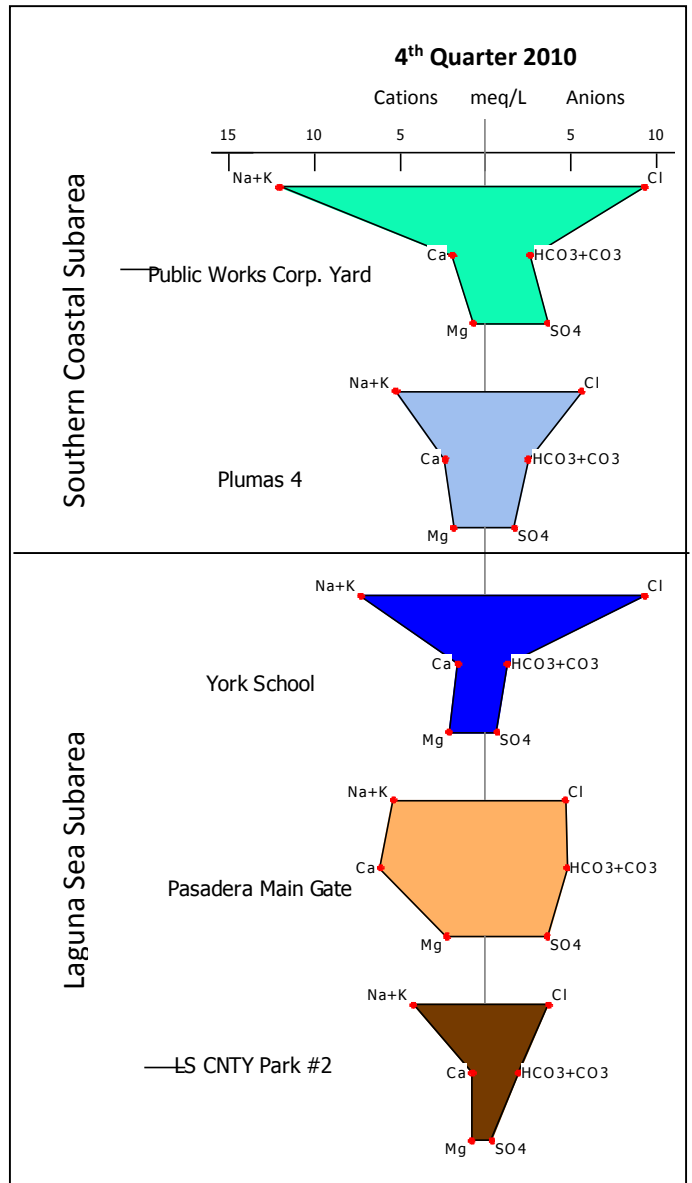 4th Quarter 2010
Cations meq/L Anions
15 10 5 5 10
Southern Coastal Subarea
Na+K Cl
Ca HCO3+CO3
Public Works Corp. Yard
Mg SO4
Na+K Cl
Ca HCO3+CO3
Plumas 4
Mg SO4
Laguna Sea Subarea
Na+K Cl
Ca HCO3+CO3
York School
Mg SO4
Na+K Cl
Ca HCO3+CO3
Pasadera Main Gate
Mg SO4
Na+K Cl
LS CNTY Park #2
Ca HCO3+CO3
Mg SO4